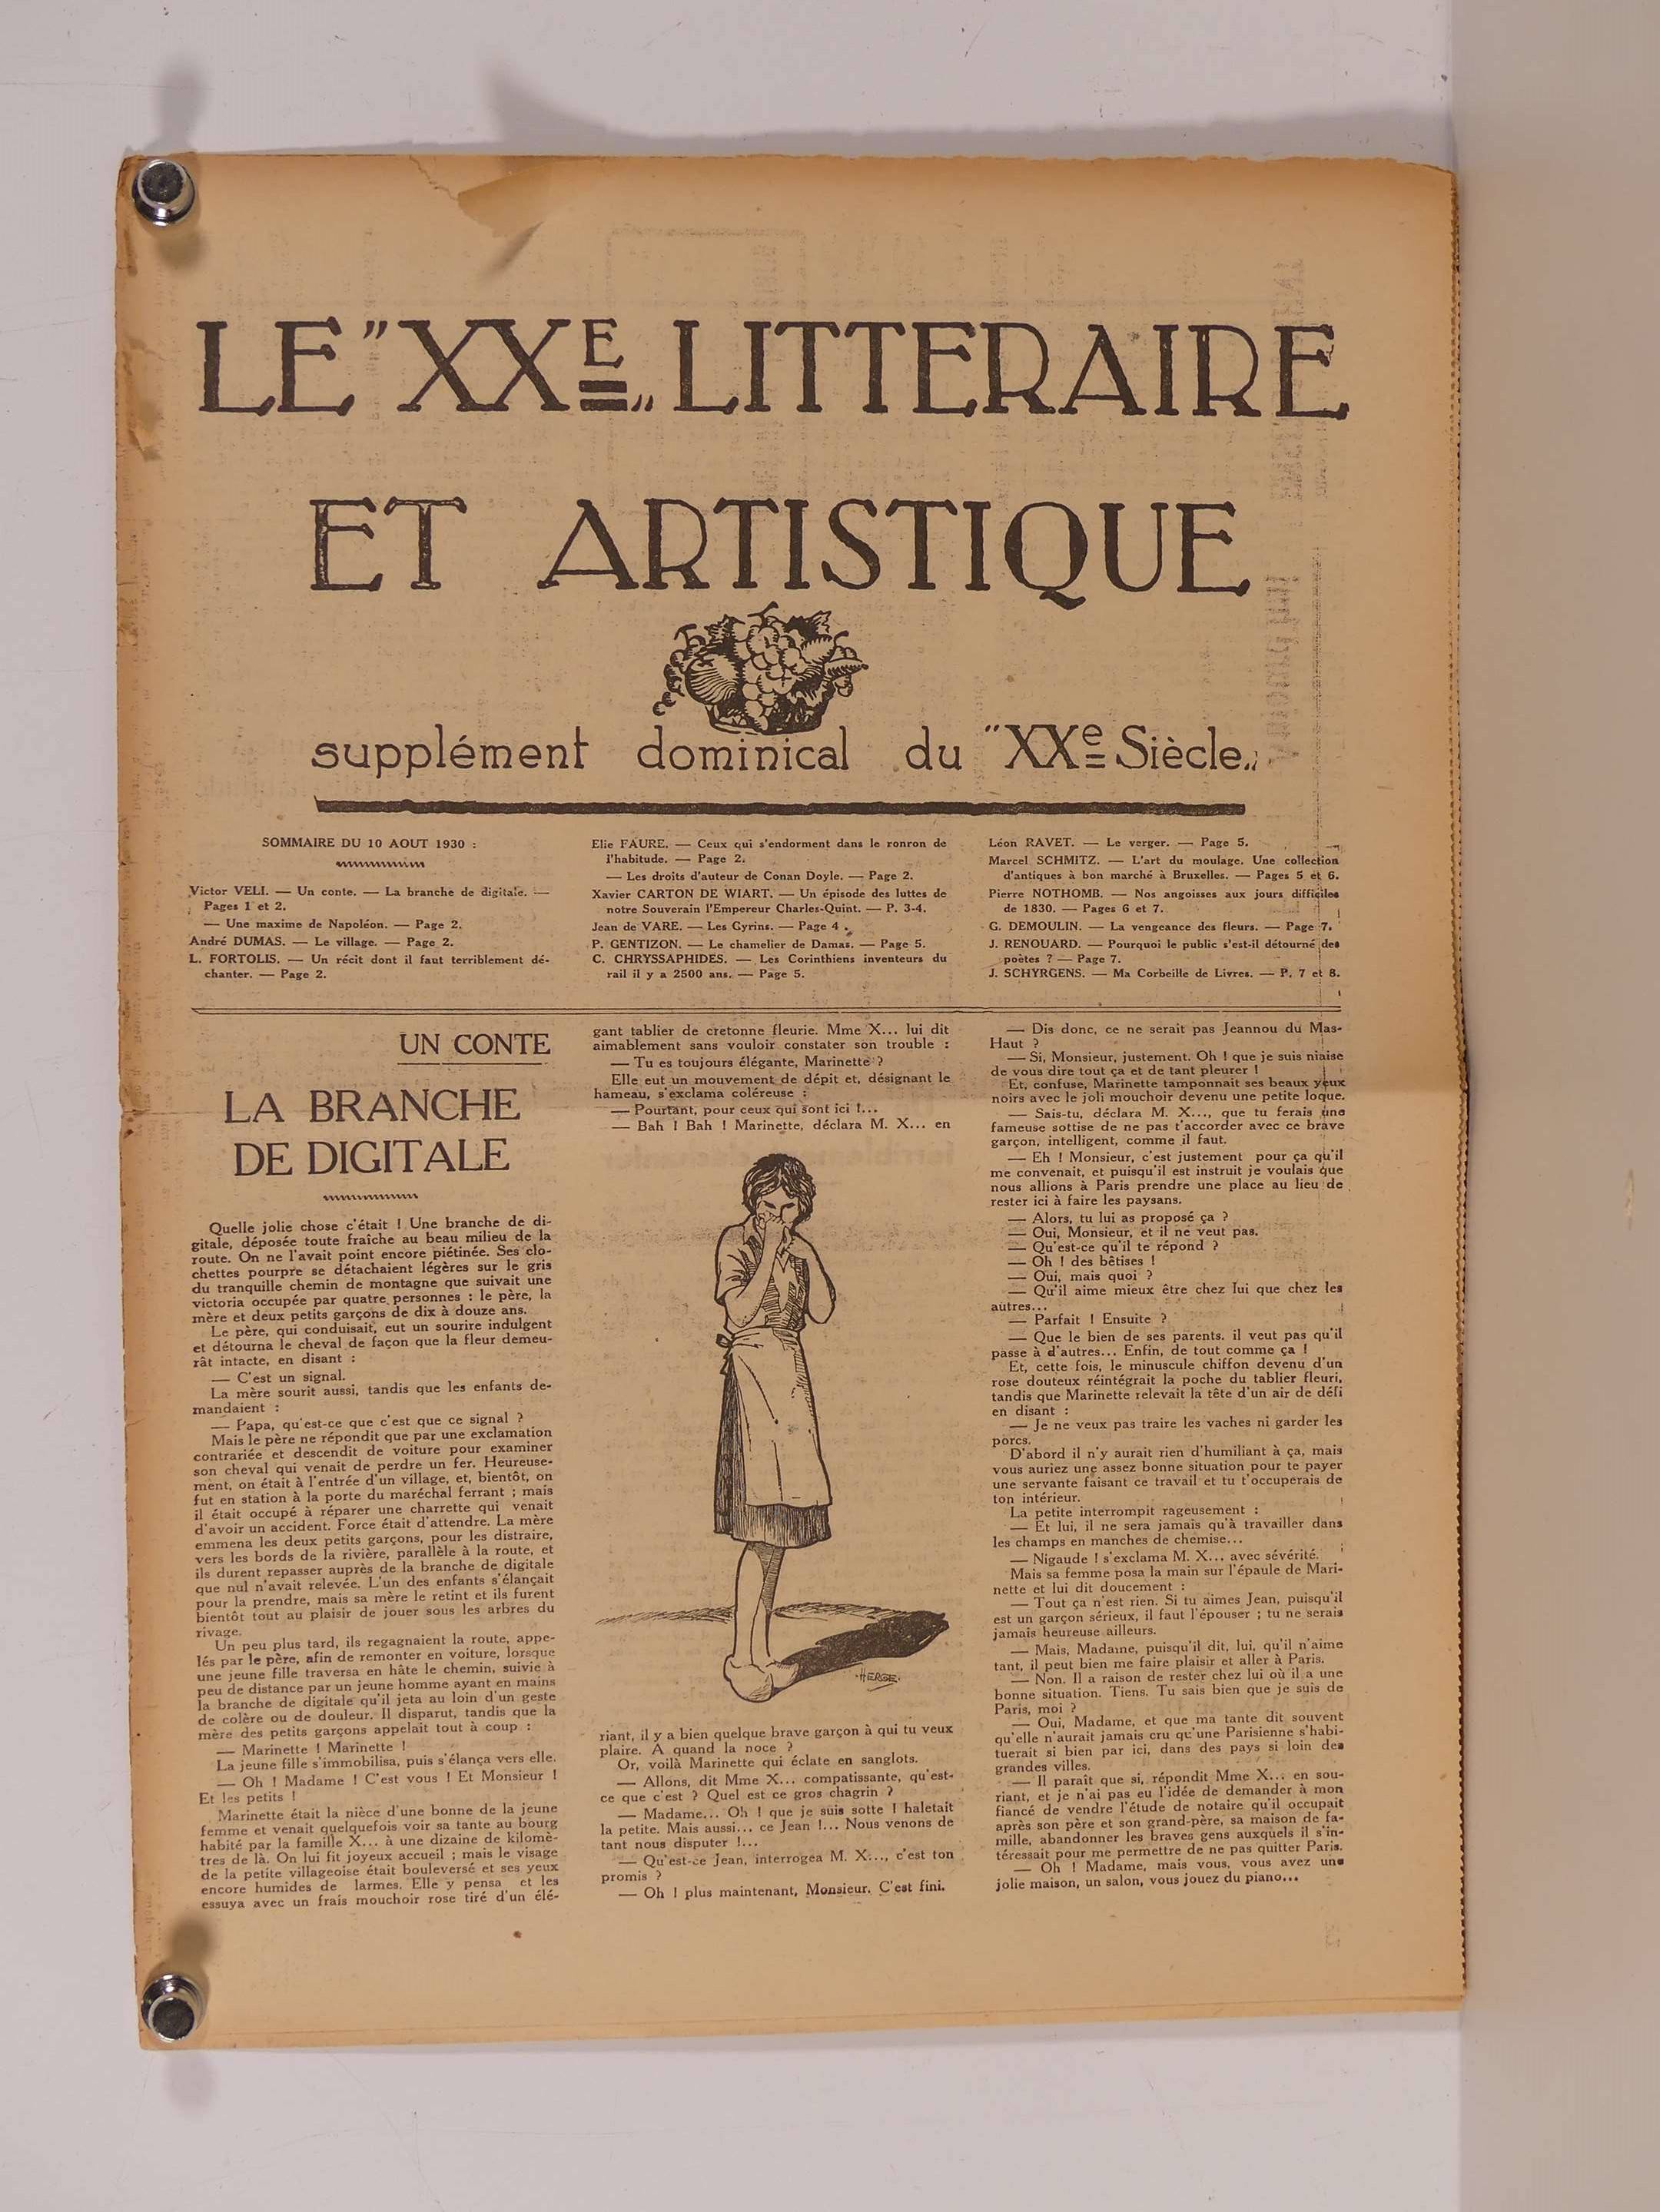 LE "XXE„ LITTERAIRE
ET ARTISTIQUE
supplément dominical du "XXe Siècle„
SOMMAIRE DU 10 AOUT 1930 :
Victor VELI. — Un conte. — La branche de digitale. —
Pages 1 et 2.
— Une maxime de Napoléon. — Page 2.
André DUMAS. — Le village. — Page 2.
L. FORTOLIS. — Un récit dont il faut terriblement dé-
chanter. — Page 2.
Elie FAURE. — Ceux qui s'endorment dans le ronron de
l'habitude. — Page 2.
— Les droits d'auteur de Conan Doyle. — Page 2.
Xavier CARTON DE WIART. — Un épisode des luttes de
notre Souverain l'Empereur Charles-Quint. — P. 3-4.
Jean de VARE. — Les Gyrins. — Page 4.
P. GENTIZON. — Le chamelier de Damas. — Page 5.
C. CHRYSSAPHIDES. — Les Corinthiens inventeurs du
rail il y a 2500 ans. — Page 5.
Léon RAVET. — Le verger. — Page 5.
Marcel SCHMITZ. — L'art du moulage. Une collection
d'antiques à bon marché à Bruxelles. — Pages 5 et 6.
Pierre NOTHOMB. — Nos angoisses aux jours difficiles
de 1830. — Pages 6 et 7.
G. DEMOULIN. — La vengeance des fleurs. — Page 7.
J. RENOUARD. — Pourquoi le public s'est-il détourné des
poètes ? — Page 7.
J. SCHYRGENS. — Ma Corbeille de Livres. — P. 7 et 8.
UN CONTE
LA BRANCHE
DE DIGITALE
Quelle jolie chose c'était ! Une branche de di-
gitale, déposée toute fraîche au beau milieu de la
route. On ne l'avait point encore piétinée. Ses clo-
chettes pourpre se détachaient légères sur le gris
du tranquille chemin de montagne que suivait une
victoria occupée par quatre personnes : le père, la
mère et deux petits garçons de dix à douze ans.
Le père, qui conduisait, eut un sourire indulgent
et détourna le cheval de façon que la fleur demeu-
rât intacte, en disant :
— C'est un signal.
La mère sourit aussi, tandis que les enfants de-
mandaient :
— Papa, qu'est-ce que c'est que ce signal ?
Mais le père ne répondit que par une exclamation
contrariée et descendit de voiture pour examiner
son cheval qui venait de perdre un fer. Heureuse-
ment, on était à l'entrée d'un village, et, bientôt, on
fut en station à la porte du maréchal ferrant ; mais
il était occupé à réparer une charrette qui venait
d'avoir un accident. Force était d'attendre. La mère
emmena les deux petits garçons, pour les distraire,
vers les bords de la rivière, parallèle à la route, et
ils durent repasser auprès de la branche de digitale
que nul n'avait relevée. L'un des enfants s'élançait
pour la prendre, mais sa mère le retint et ils furent
bientôt tout au plaisir de jouer sous les arbres du
rivage.
Un peu plus tard, ils regagnaient la route, appe-
lés par le père, afin de remonter en voiture, lorsque
une jeune fille traversa en hâte le chemin, suivie à
peu de distance par un jeune homme ayant en mains
la branche de digitale qu'il jeta au loin d'un geste
de colère ou de douleur. Il disparut, tandis que la
mère des petits garçons appelait tout à coup :
— Marinette ! Marinette !
La jeune fille s'immobilisa, puis s'élança vers elle.
— Oh ! Madame ! C'est vous ! Et Monsieur !
Et les petits !
Marinette était la nièce d'une bonne de la jeune
femme et venait quelquefois voir sa tante au bourg
habité par la famille X... à une dizaine de kilomè-
tres de là. On lui fit joyeux accueil ; mais le visage
de la petite villageoise était bouleversé et ses yeux
encore humides de larmes. Elle y pensa et les
essuya avec un frais mouchoir rose tiré d'un élé-
gant tablier de cretonne fleurie. Mme X... lui dit
aimablement sans vouloir constater son trouble :
— Tu es toujours élégante, Marinette ?
Elle eut un mouvement de dépit et, désignant le
hameau, s'exclama coléreuse :
— Pourtant, pour ceux qui sont ici !...
— Bah ! Bah ! Marinette, déclara M. X... en
HERGE.
riant, il y a bien quelque brave garçon à qui tu veux
plaire. A quand la noce ?
Or, voilà Marinette qui éclate en sanglots.
— Allons, dit Mme X... compatissante, qu'est-
ce que c'est ? Quel est ce gros chagrin ?
— Madame... Oh ! que je suis sotte ! haletait
la petite. Mais aussi... ce Jean !... Nous venons de
tant nous disputer !...
— Qu'est-ce Jean, interrogea M. X..., c'est ton
promis ?
— Oh ! plus maintenant, Monsieur. C'est fini.
— Dis donc, ce ne serait pas Jeannou du Mas-
Haut ?
— Si, Monsieur, justement. Oh ! que je suis niaise
de vous dire tout ça et de tant pleurer !
Et, confuse, Marinette tamponnait ses beaux yeux
noirs avec le joli mouchoir devenu une petite loque.
— Sais-tu, déclara M. X..., que tu ferais une
fameuse sottise de ne pas t'accorder avec ce brave
garçon, intelligent, comme il faut.
— Eh ! Monsieur, c'est justement pour ça qu'il
me convenait, et puisqu'il est instruit je voulais que
nous allions à Paris prendre une place au lieu de
rester ici à faire les paysans.
— Alors, tu lui as proposé ça ?
— Oui, Monsieur, et il ne veut pas.
— Qu'est-ce qu'il te répond ?
— Oh ! des bêtises !
— Oui, mais quoi ?
— Qu'il aime mieux être chez lui que chez les
autres...
— Parfait ! Ensuite ?
— Que le bien de ses parents. il veut pas qu'il
passe à d'autres... Enfin, de tout comme ça !
Et, cette fois, le minuscule chiffon devenu d'un
rose douteux réintégrait la poche du tablier fleuri,
tandis que Marinette relevait la tête d'un air de défi
en disant :
— Je ne veux pas traire les vaches ni garder les
porcs.
D'abord il n'y aurait rien d'humiliant à ça, mais
vous auriez une assez bonne situation pour te payer
une servante faisant ce travail et tu t'occuperais de
ton intérieur.
La petite interrompit rageusement :
— Et lui, il ne sera jamais qu'à travailler dans
les champs en manches de chemise...
— Nigaude ! s'exclama M. X... avec sévérité.
Mais sa femme posa la main sur l'épaule de Mari-
nette et lui dit doucement :
— Tout ça n'est rien. Si tu aimes Jean, puisqu'il
est un garçon sérieux, il faut l'épouser ; tu ne serais
jamais heureuse ailleurs.
— Mais, Madame, puisqu'il dit, lui, qu'il n'aime
tant, il peut bien me faire plaisir et aller à Paris.
— Non. Il a raison de rester chez lui où il a une
bonne situation. Tiens. Tu sais bien que je suis de
Paris, moi ?
— Oui, Madame, et que ma tante dit souvent
qu'elle n'aurait jamais cru qu'une Parisienne s'habi-
tuerait si bien par ici, dans des pays si loin des
grandes villes.
— Il paraît que si, répondit Mme X... en sou-
riant, et je n'ai pas eu l'idée de demander à mon
fiancé de vendre l'étude de notaire qu'il occupait
après son père et son grand-père, sa maison de fa-
mille, abandonner les braves gens auxquels il s'in-
téressait pour me permettre de ne pas quitter Paris.
— Oh ! Madame, mais vous, vous avez une
jolie maison, un salon, vous jouez du piano...